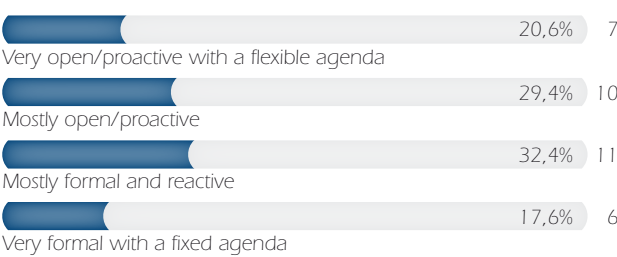 20,6% 7
Very open/proactive with a flexible agenda
29,4% 10
Mostly open/proactive
32,4% 11
Mostly formal and reactive
17,6% 6
Very formal with a fixed agenda